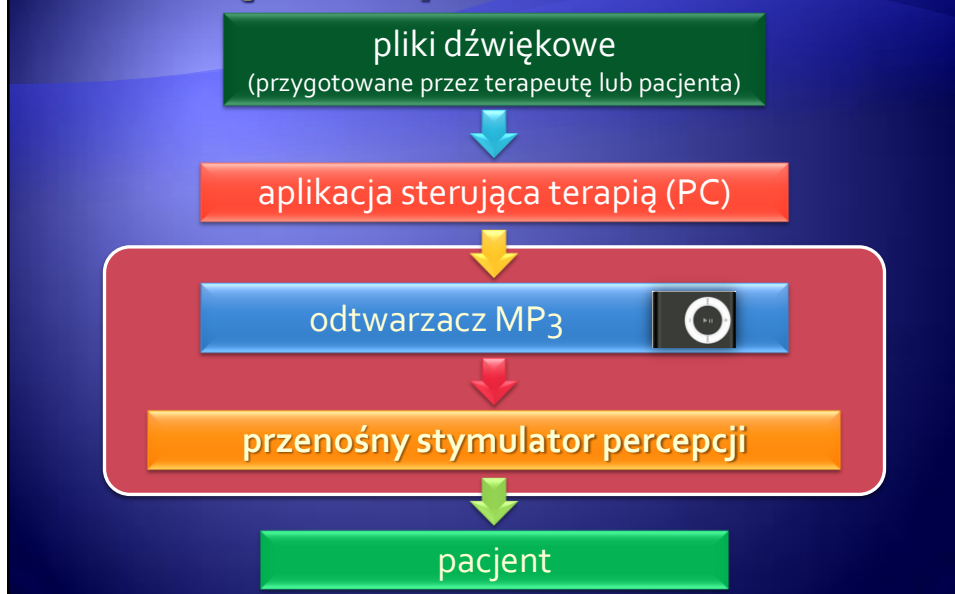 pliki dźwiękowe
(przygotowane przez terapeutę lub pacjenta)
aplikacja sterująca terapią (PC)
odtwarzacz MP3
przenośny stymulator percepcji
pacjent